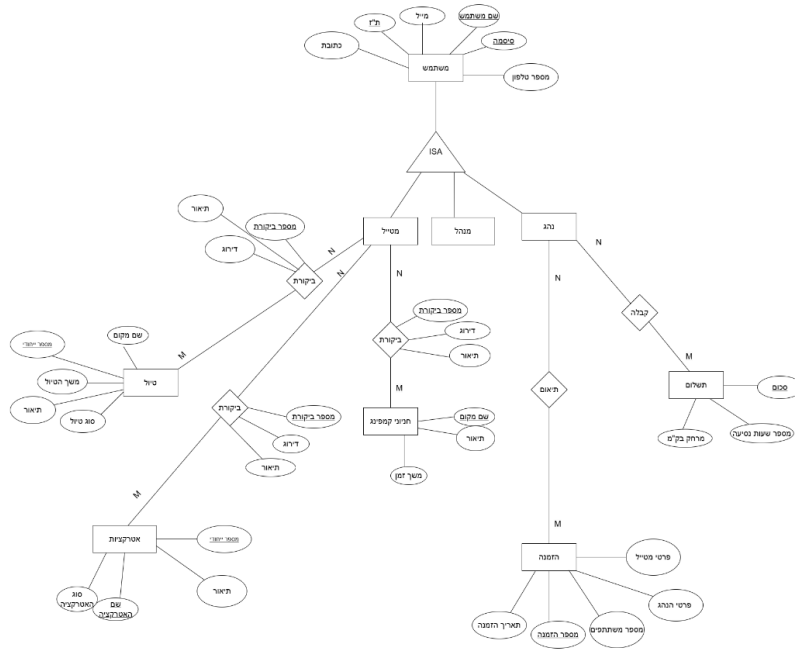 שם משתמש
מייל
ת"ז
סיסמה
כתובת
משתמש
מספר טלפון
ISA
תיאור
מספר ביקורת
מטייל
מנהל
נהג
דירוג
N
N
N
N
N
ביקורת
קבלה
מספר ביקורת
שם מקום
דירוג
ביקורת
מספר ייחודי
תיאור
M
M
משך הטיול
טיול
תשלום
סכום
תיאום
M
תיאור
סוג טיול
ביקורת
מספר ביקורת
חניוני קמפינג
שם מקום
תיאור
מרחק בק"מ
מספר שעות נסיעה
דירוג
תיאור
משך זמן
M
M
אטרקציות
מספר ייחודי
הזמנה
פרטי מטייל
תיאור
סוג
האטרקציה
שם
האטרקציה
פרטי הנהג
תאריך הזמנה
מספר הזמנה
מספר משתתפים